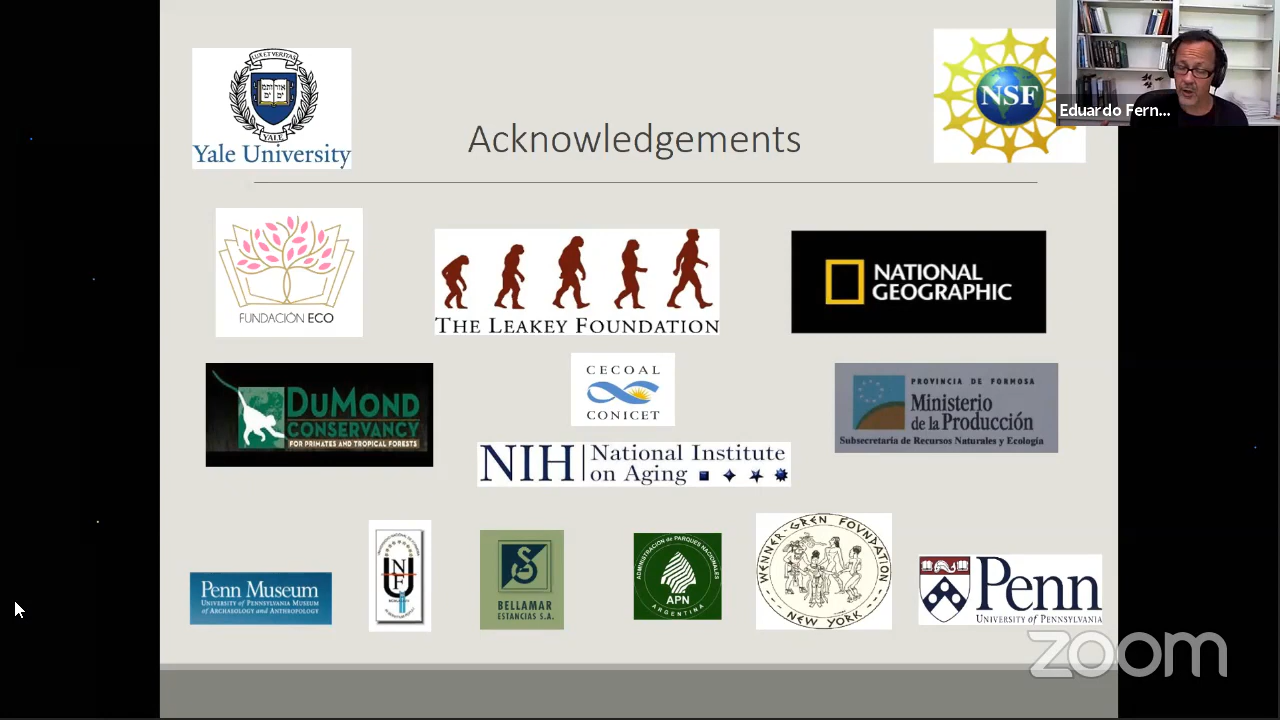 LUX ET VERITAS
YALE
Yale University
NSF
Eduardo Fern...
Acknowledgements
FUNDACIÓN ECO
THE LEAKEY FOUNDATION
NATIONAL
GEOGRAPHIC
DUMOND
CONSERVANCY
FOR PRIMATES AND TROPICAL FORESTS
CECOAL
CONICET
PROVINCIA DE FORMOSA
Ministerio
de la Producción
Subsecretaria de Recursos Naturales y Ecología
NIH National Institute
on Aging
Penn Museum
UNIVERSITY OF PENNSYLVANIA MUSEUM
of ARCHAEOLOGY and ANTHROPOLOGY
UNF
BELLAMAR
ESTANCIAS S.A.
ADMINISTRACION de PARQUES NACIONALES
APN
ARGENTINA
WENNER-GREN FOUNDATION
NEW YORK
Penn
UNIVERSITY OF PENNSYLVANIA
zoom